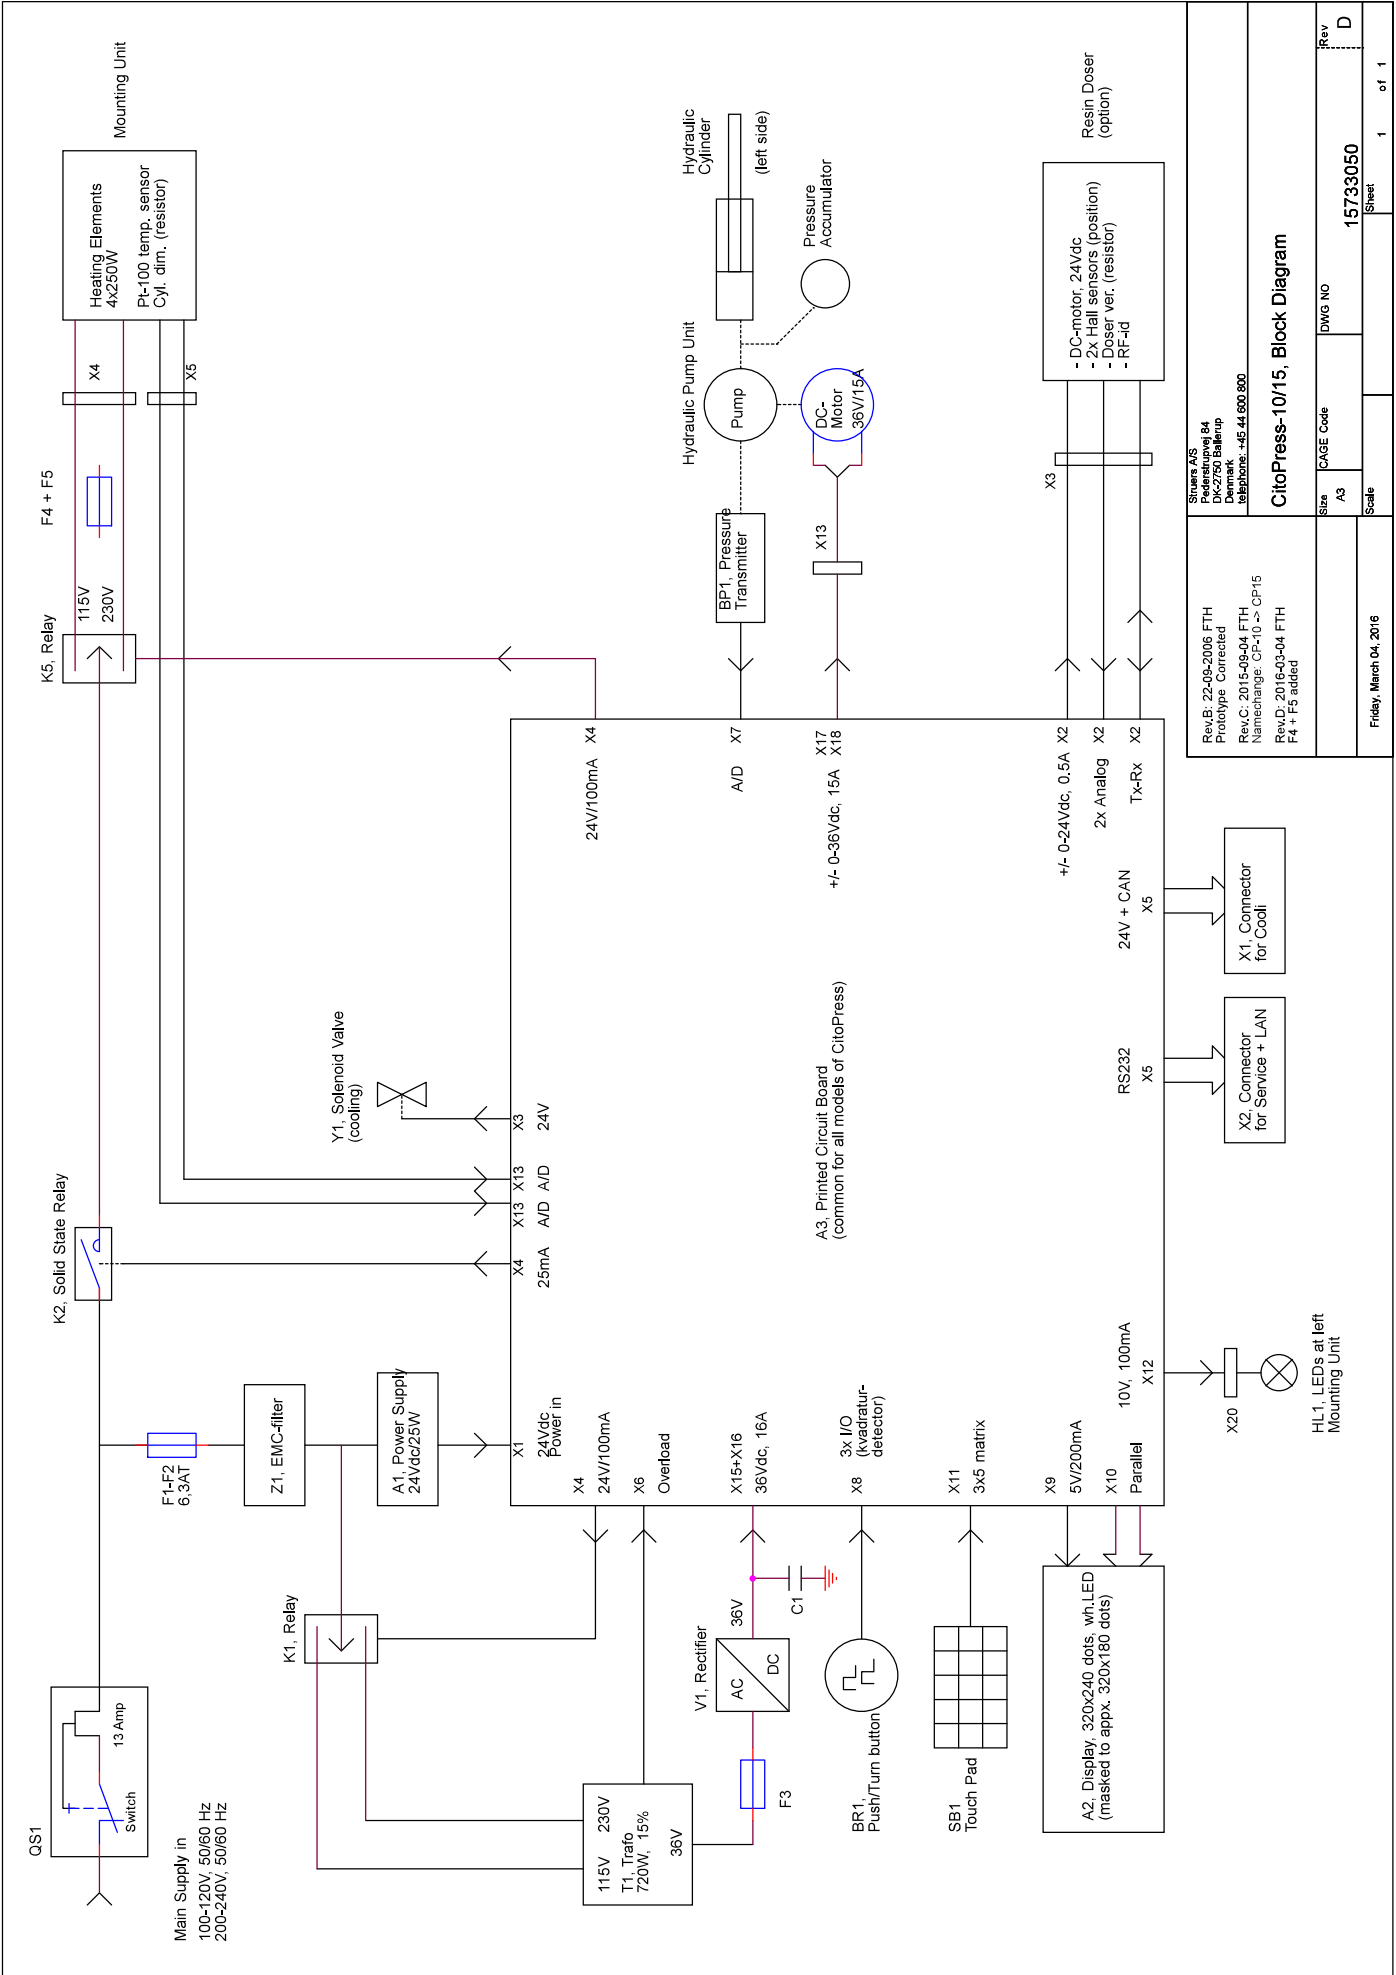 QS1
13 Amp
Switch
Main Supply in
100-120V, 50/60 Hz
200-240V, 50/60 Hz
F1-F2
6,3AT
Z1, EMC-filter
A1, Power Supply
24Vdc/25W
K2, Solid State Relay
Y1, Solenoid Valve
(cooling)
K5, Relay
115V
230V
F4 + F5
X4
X5
Heating Elements
4x250W
Pt-100 temp. sensor
Cyl. dim. (resistor)
Mounting Unit
K1, Relay
115V
230V
T1, Trafo
720W, 15%
36V
F3
V1, Rectifier
AC
DC
36V
C1
BR1,
Push/Turn button
SB1
Touch Pad
A2, Display, 320x240 dots, wh.LED
(masked to appx. 320x180 dots)
X1
24Vdc
Power in
X4
25mA
X13
A/D
X13
A/D
X3
24V
X4
24V/100mA
X6
Overload
X15+X16
36Vdc, 16A
X8
3x I/O
(kvadratur-
detector)
X11
3x5 matrix
X9
5V/200mA
X10
Parallel
A3, Printed Circuit Board
(common for all models of CitoPress)
10V, 100mA
X12
X20
HL1, LEDs at left
Mounting Unit
RS232
X5
X2, Connector
for Service + LAN
24V + CAN
X5
X1, Connector
for Cooli
X4
24V/100mA
X7
A/D
X17
X18
+/- 0-36Vdc, 15A
+/- 0-24Vdc, 0.5A
X2
2x Analog
X2
Tx-Rx
X2
BP1, Pressure
Transmitter
X13
Hydraulic Pump Unit
Pump
DC-
Motor
36V/15A
Hydraulic
Cylinder
(left side)
Pressure
Accumulator
X3
- DC-motor, 24Vdc
- 2x Hall sensors (position)
- Doser ver. (resistor)
- RF-id
Resin Doser
(option)
Rev.B: 22-09-2006 FTH
Prototype Corrected
Rev.C: 2015-09-04 FTH
Namechange: CP-10 -> CP15
Rev.D: 2016-03-04 FTH
F4 + F5 added
Friday, March 04, 2016
Struers A/S
Pederstrupvej 84
DK-2750 Ballerup
Denmark
telephone: +45 44 600 800
CitoPress-10/15, Block Diagram
Size
A3
CAGE Code
DWG NO
15733050
Rev
D
Scale
Sheet
1
of
1